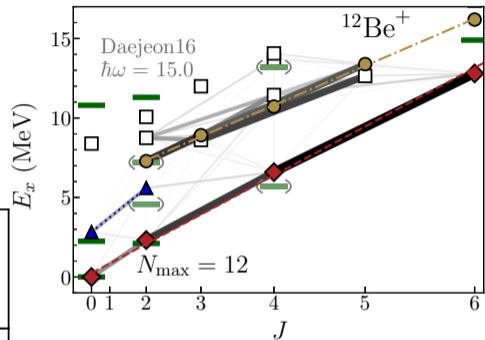 ¹²Be⁺
Daejeon16
ħω = 15.0
15
10
5
0
Eₓ (MeV)
N_max = 12
0 1 2 3 4 5 6
J